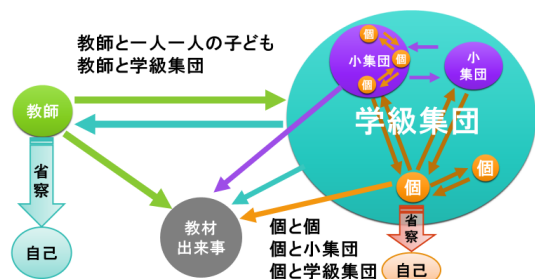 教師と一人一人の子ども
教師と学級集団
教師
省察
自己
個
個
個
小集団
小
集団
学級集団
個
個
省察
自己
教材
出来事
個と個
個と小集団
個と学級集団